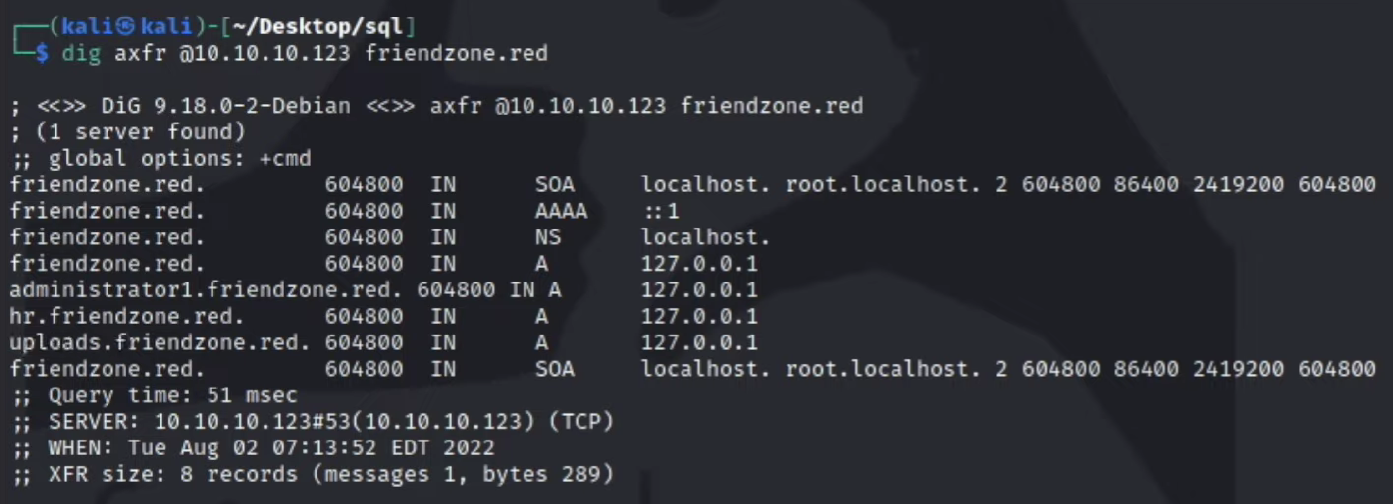 ┌──(kali㉿kali)-[~/Desktop/sql]
└─$ dig axfr @10.10.10.123 friendzone.red
; <<>> DiG 9.18.0-2-Debian <<>> axfr @10.10.10.123 friendzone.red
; (1 server found)
;; global options: +cmd
friendzone.red. 604800 IN SOA localhost. root.localhost. 2 604800 86400 2419200 604800
friendzone.red. 604800 IN AAAA ::1
friendzone.red. 604800 IN NS localhost.
friendzone.red. 604800 IN A 127.0.0.1
administrator1.friendzone.red. 604800 IN A 127.0.0.1
hr.friendzone.red. 604800 IN A 127.0.0.1
uploads.friendzone.red. 604800 IN A 127.0.0.1
friendzone.red. 604800 IN SOA localhost. root.localhost. 2 604800 86400 2419200 604800
;; Query time: 51 msec
;; SERVER: 10.10.10.123#53(10.10.10.123) (TCP)
;; WHEN: Tue Aug 02 07:13:52 EDT 2022
;; XFR size: 8 records (messages 1, bytes 289)